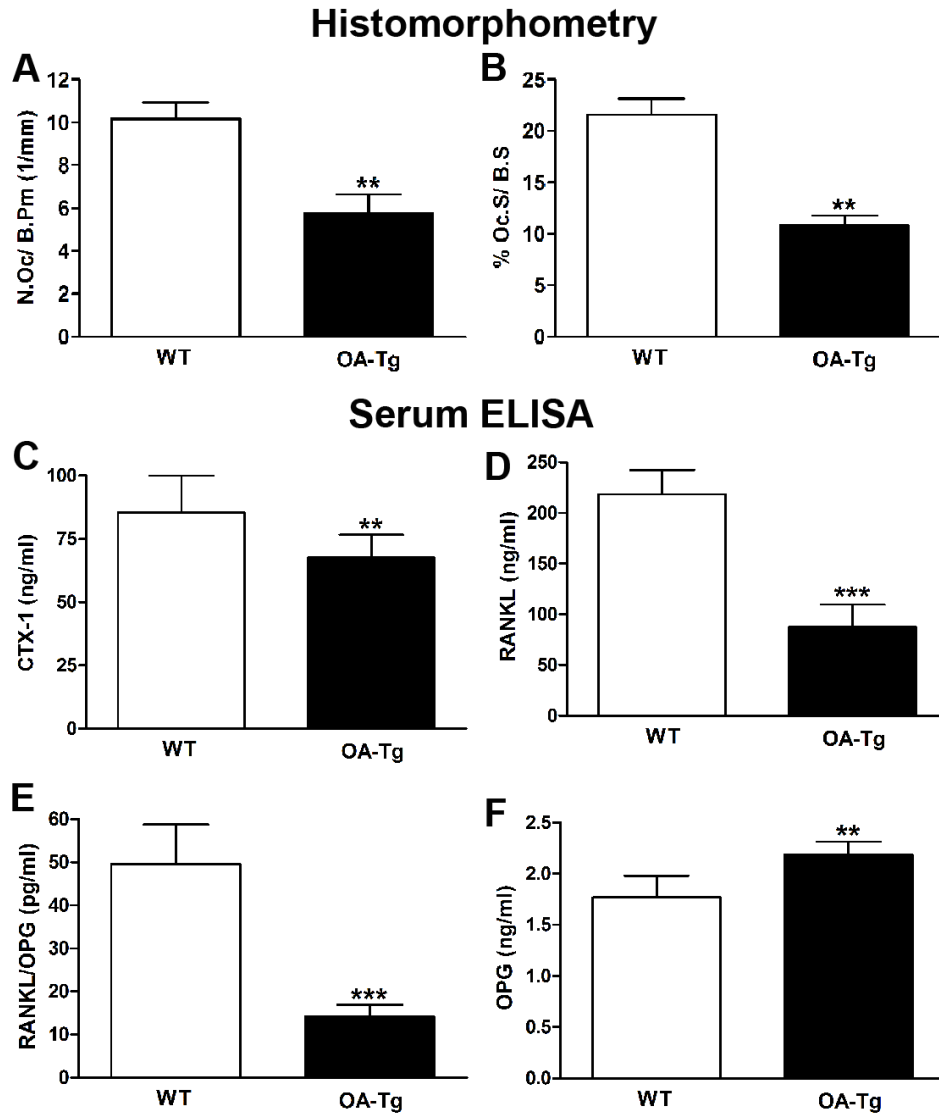 Histomorphometry
A
N.Oc/ B.Pm (1/mm)
12
10
8
6
4
2
0
**
WT
OA-Tg
B
% Oc.S/ B.S
25
20
15
10
5
0
**
WT
OA-Tg
Serum ELISA
C
CTX-1 (ng/ml)
100
75
50
25
0
**
WT
OA-Tg
D
RANKL (ng/ml)
250
200
150
100
50
0
***
WT
OA-Tg
E
RANKL/OPG (pg/ml)
60
50
40
30
20
10
0
***
WT
OA-Tg
F
OPG (ng/ml)
2.5
2.0
1.5
1.0
0.5
0.0
**
WT
OA-Tg